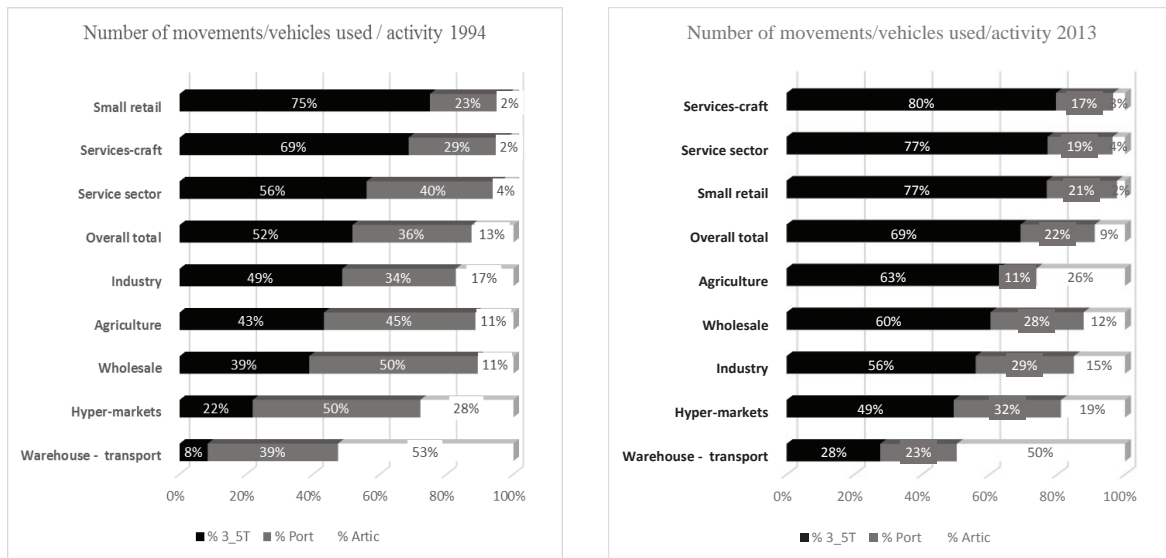 Number of movements/vehicles used / activity 1994
Small retail 75% 23% 2%
Services-craft 69% 29% 2%
Service sector 56% 40% 4%
Overall total 52% 36% 13%
Industry 49% 34% 17%
Agriculture 43% 45% 11%
Wholesale 39% 50% 11%
Hyper-markets 22% 50% 28%
Warehouse - transport 8% 39% 53%
0% 20% 40% 60% 80% 100%
% 3_5T % Port % Artic
Number of movements/vehicles used/activity 2013
Services-craft 80% 17% 3%
Service sector 77% 19% 4%
Small retail 77% 21% 2%
Overall total 69% 22% 9%
Agriculture 63% 11% 26%
Wholesale 60% 28% 12%
Industry 56% 29% 15%
Hyper-markets 49% 32% 19%
Warehouse - transport 28% 23% 50%
0% 20% 40% 60% 80% 100%
% 3_5T % Port % Artic